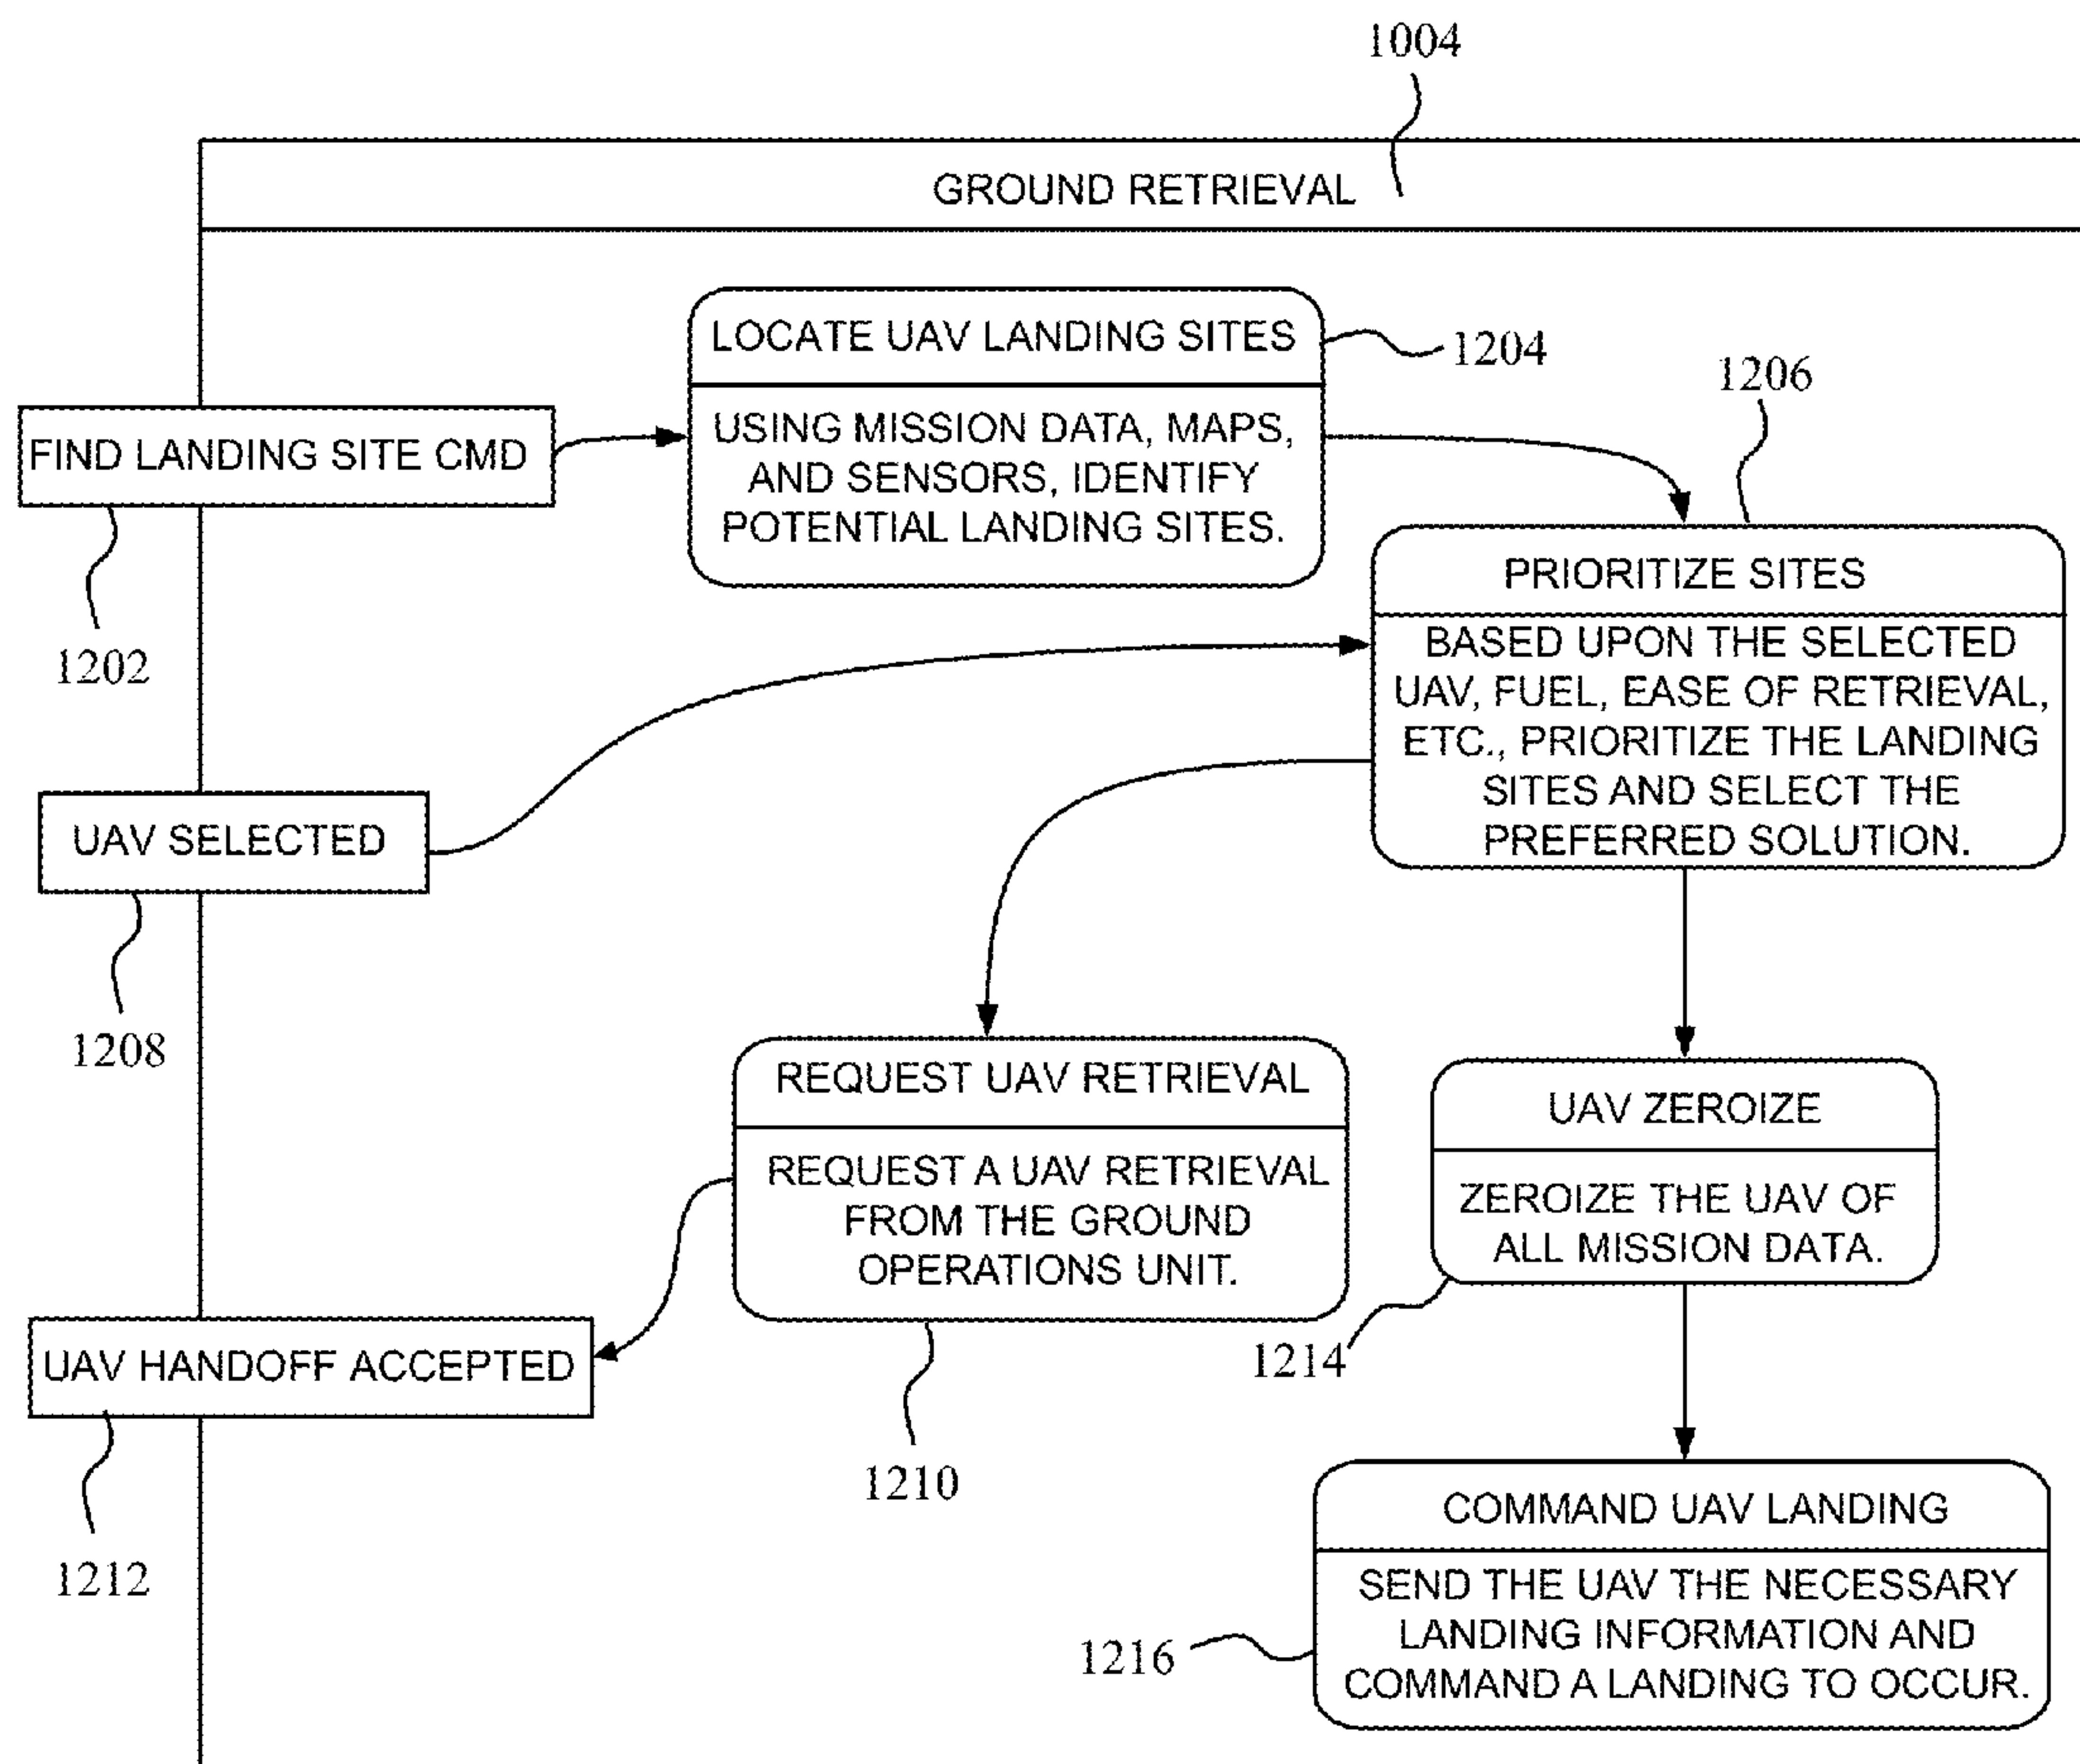 1004
GROUND RETRIEVAL
LOCATE UAV LANDING SITES
1204
USING MISSION DATA, MAPS,
AND SENSORS, IDENTIFY
POTENTIAL LANDING SITES.
1206
FIND LANDING SITE CMD
1202
PRIORITIZE SITES
BASED UPON THE SELECTED
UAV, FUEL, EASE OF RETRIEVAL,
ETC., PRIORITIZE THE LANDING
SITES AND SELECT THE
PREFERRED SOLUTION.
UAV SELECTED
1208
REQUEST UAV RETRIEVAL
REQUEST A UAV RETRIEVAL
FROM THE GROUND
OPERATIONS UNIT.
1210
UAV ZEROIZE
ZEROIZE THE UAV OF
ALL MISSION DATA.
1214
UAV HANDOFF ACCEPTED
1212
COMMAND UAV LANDING
SEND THE UAV THE NECESSARY
LANDING INFORMATION AND
COMMAND A LANDING TO OCCUR.
1216